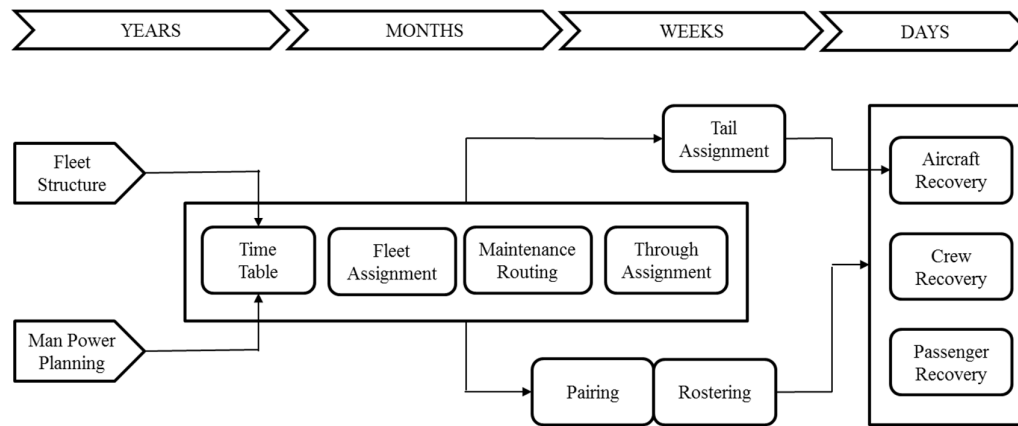 YEARS
MONTHS
WEEKS
DAYS
Tail
Assignment
Fleet
Structure
Aircraft
Recovery
Time
Table
Fleet
Assignment
Maintenance
Routing
Through
Assignment
Crew
Recovery
Man Power
Planning
Pairing
Rostering
Passenger
Recovery